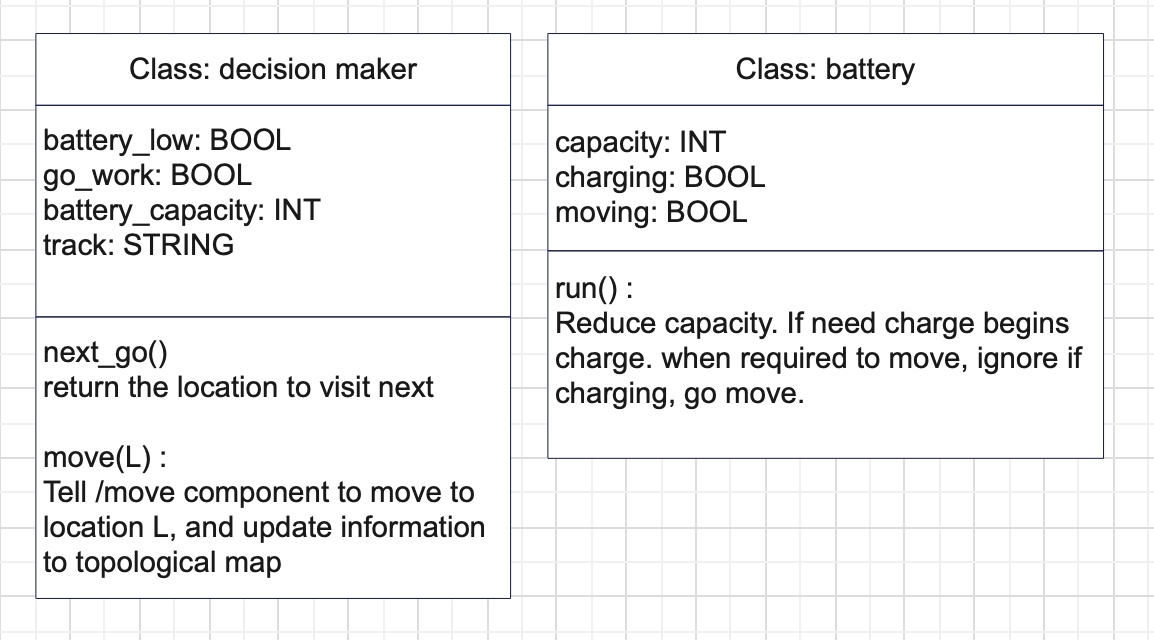 Class: decision maker
battery_low: BOOL
go_work: BOOL
battery_capacity: INT
track: STRING
next_go()
return the location to visit next
move(L) :
Tell /move component to move to
location L, and update information
to topological map
Class: battery
capacity: INT
charging: BOOL
moving: BOOL
run() :
Reduce capacity. If need charge begins
charge. when required to move, ignore if
charging, go move.